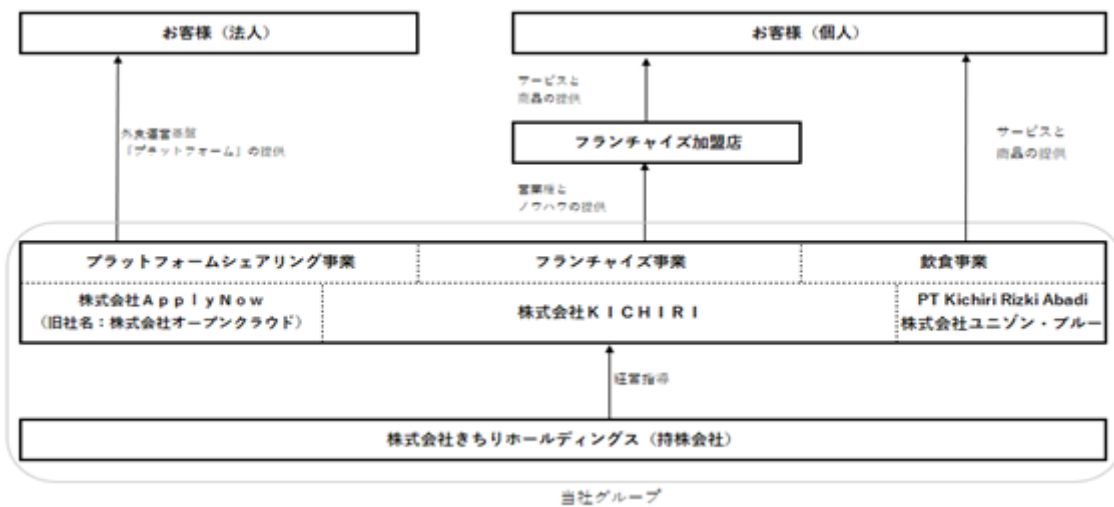 お客様（法人）
お客様（個人）
サービスと
商品の提供
外食運営基盤
「プラットフォーム」の提供
フランチャイズ加盟店
サービスと
商品の提供
営業権と
ノウハウの提供
プラットフォームシェアリング事業
フランチャイズ事業
飲食事業
株式会社ＡｐｐｌｙＮｏｗ
（旧社名：株式会社オープンクラウド）
株式会社ＫＩＣＨＩＲＩ
PT Kichiri Rizki Abadi
株式会社ユニゾン・ブルー
経営指導
株式会社きちりホールディングス（持株会社）
当社グループ